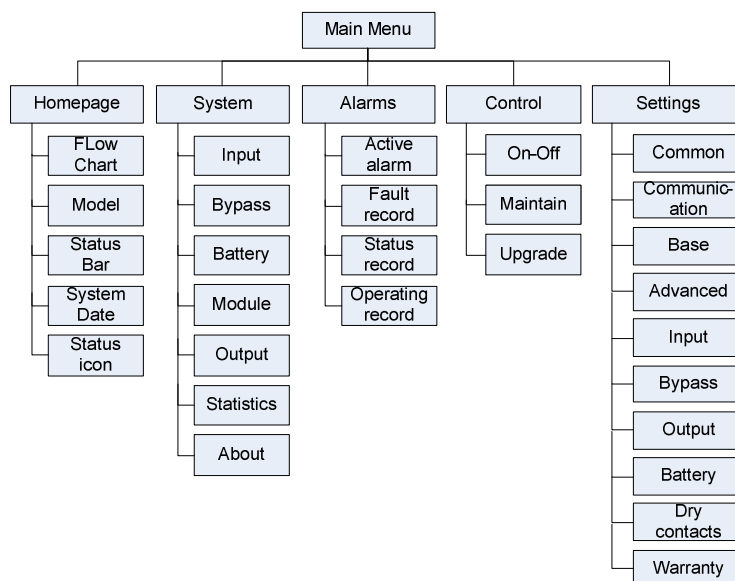 Main Menu
Homepage
System
Alarms
Control
Settings
FLow
Chart
Model
Status
Bar
System
Date
Status
icon
Input
Bypass
Battery
Module
Output
Statistics
About
Active
alarm
Fault
record
Status
record
Operating
record
On-Off
Maintain
Upgrade
Common
Communic-
ation
Base
Advanced
Input
Bypass
Output
Battery
Dry
contacts
Warranty